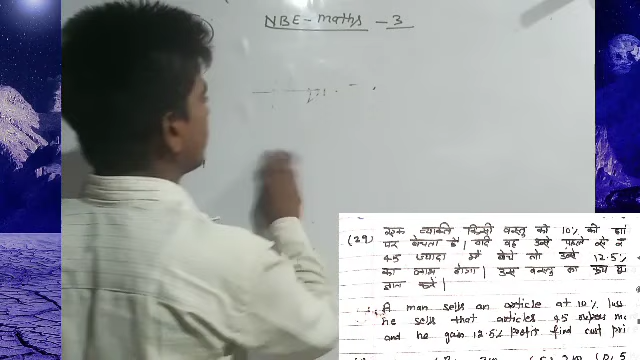 NBE - maths - 3
(29) एक व्यक्ति किसी वस्तु को 10% की
पर बेचता है। यदि वह उसे पहले से
45 ज्यादा में बेचे तो उसे 12.5%
का लाभ होगा। उस वस्तु का क्रय
ज्ञात करें।
A man sells an article at 10% loss
he sells that articles 45 rupees
and he gain 12.5% profit find cost pri